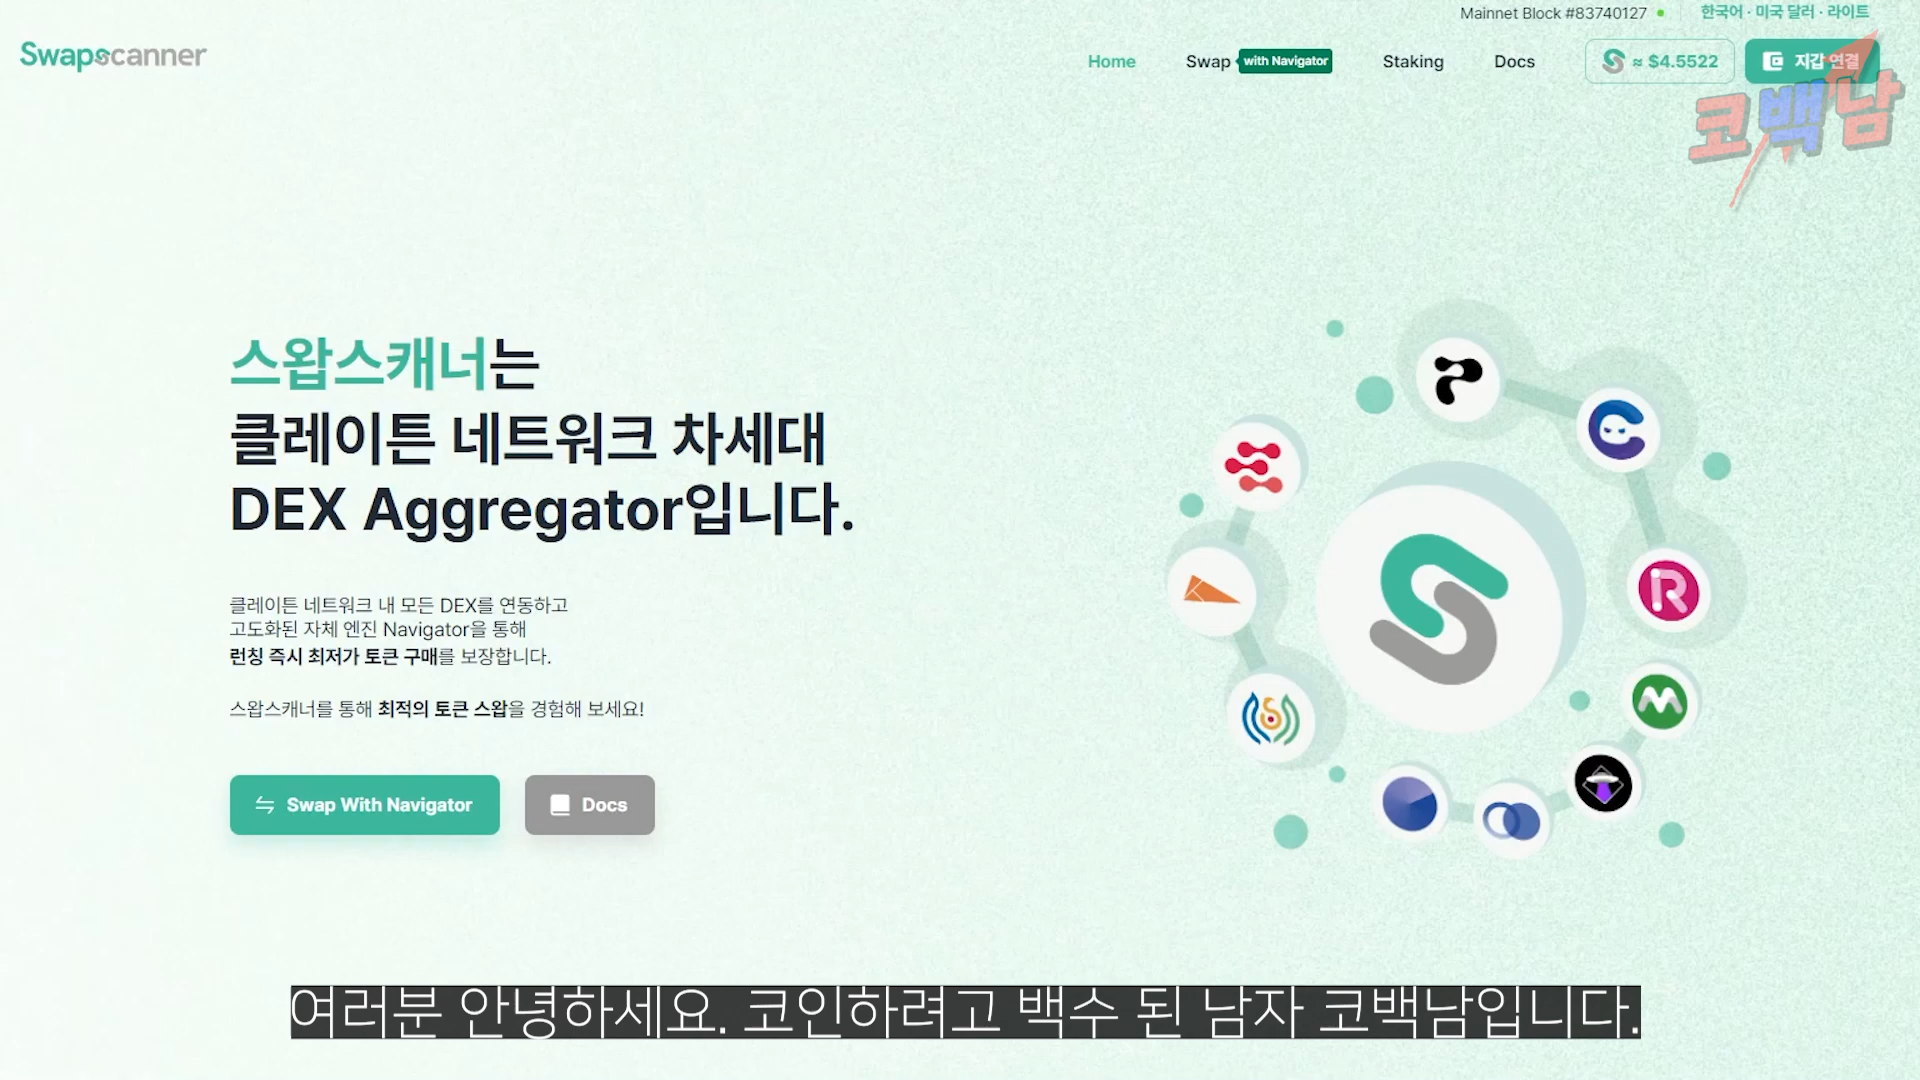 Mainnet Block #83740127
한국어 · 미국 달러 · 라이트
Swapscanner
Home
Swap with Navigator
Staking
Docs
≈ $4.5522
지갑 연결
코백남
스왑스캐너는
클레이튼 네트워크 차세대
DEX Aggregator입니다.
클레이튼 네트워크 내 모든 DEX를 연동하고
고도화된 자체 엔진 Navigator을 통해
런칭 즉시 최저가 토큰 구매를 보장합니다.
스왑스캐너를 통해 최적의 토큰 스왑을 경험해 보세요!
Swap With Navigator
Docs
여러분 안녕하세요. 코인하려고 백수 된 남자 코백남입니다.